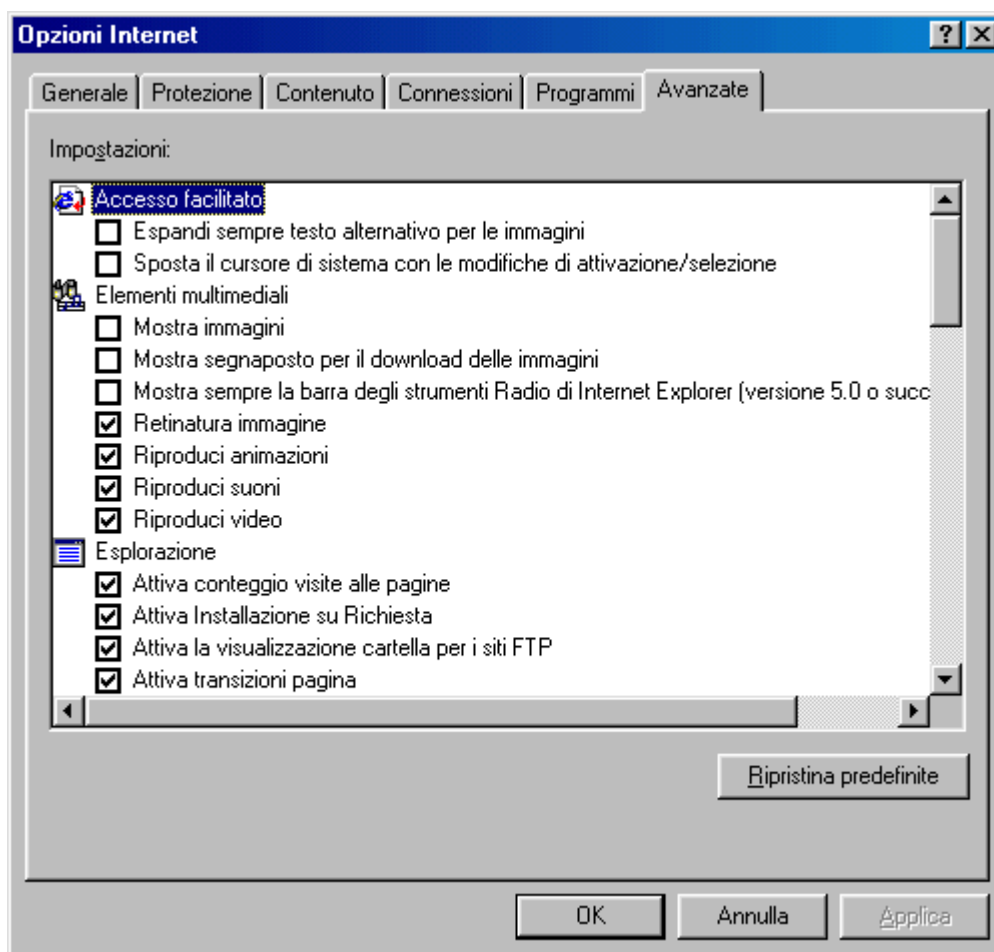 Opzioni Internet
Generale Protezione Contenuto Connessioni Programmi Avanzate
Impostazioni:
Accesso facilitato
Espandi sempre testo alternativo per le immagini
Sposta il cursore di sistema con le modifiche di attivazione/selezione
Elementi multimediali
Mostra immagini
Mostra segnaposto per il download delle immagini
Mostra sempre la barra degli strumenti Radio di Internet Explorer (versione 5.0 o succ
Retinatura immagine
Riproduci animazioni
Riproduci suoni
Riproduci video
Esplorazione
Attiva conteggio visite alle pagine
Attiva Installazione su Richiesta
Attiva la visualizzazione cartella per i siti FTP
Attiva transizioni pagina
Ripristina predefinite
OK Annulla Applica